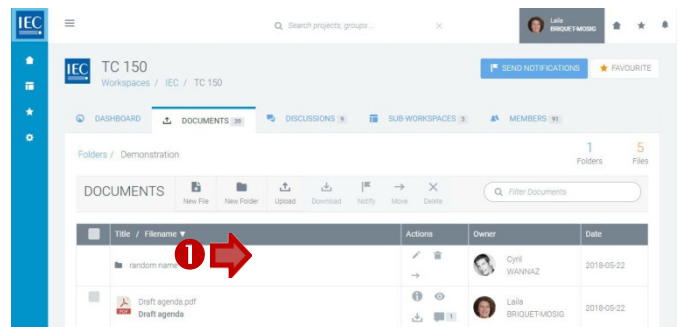 IEC
Search projects, groups ...
Laila
BRIQUET-MOSIG
IEC
TC 150
Workspaces / IEC / TC 150
SEND NOTIFICATIONS
FAVOURITE
DASHBOARD
DOCUMENTS 39
DISCUSSIONS 9
SUB-WORKSPACES 3
MEMBERS 91
Folders / Demonstration
1
Folders
5
Files
DOCUMENTS
New File
New Folder
Upload
Download
Notify
Move
Delete
Filter Documents
Title / Filename ▼
Actions
Owner
Date
1
random name
Cyril
WANNAZ
2018-05-22
PDF
Draft agenda.pdf
Draft agenda
1
Laila
BRIQUET-MOSIG
2018-05-22